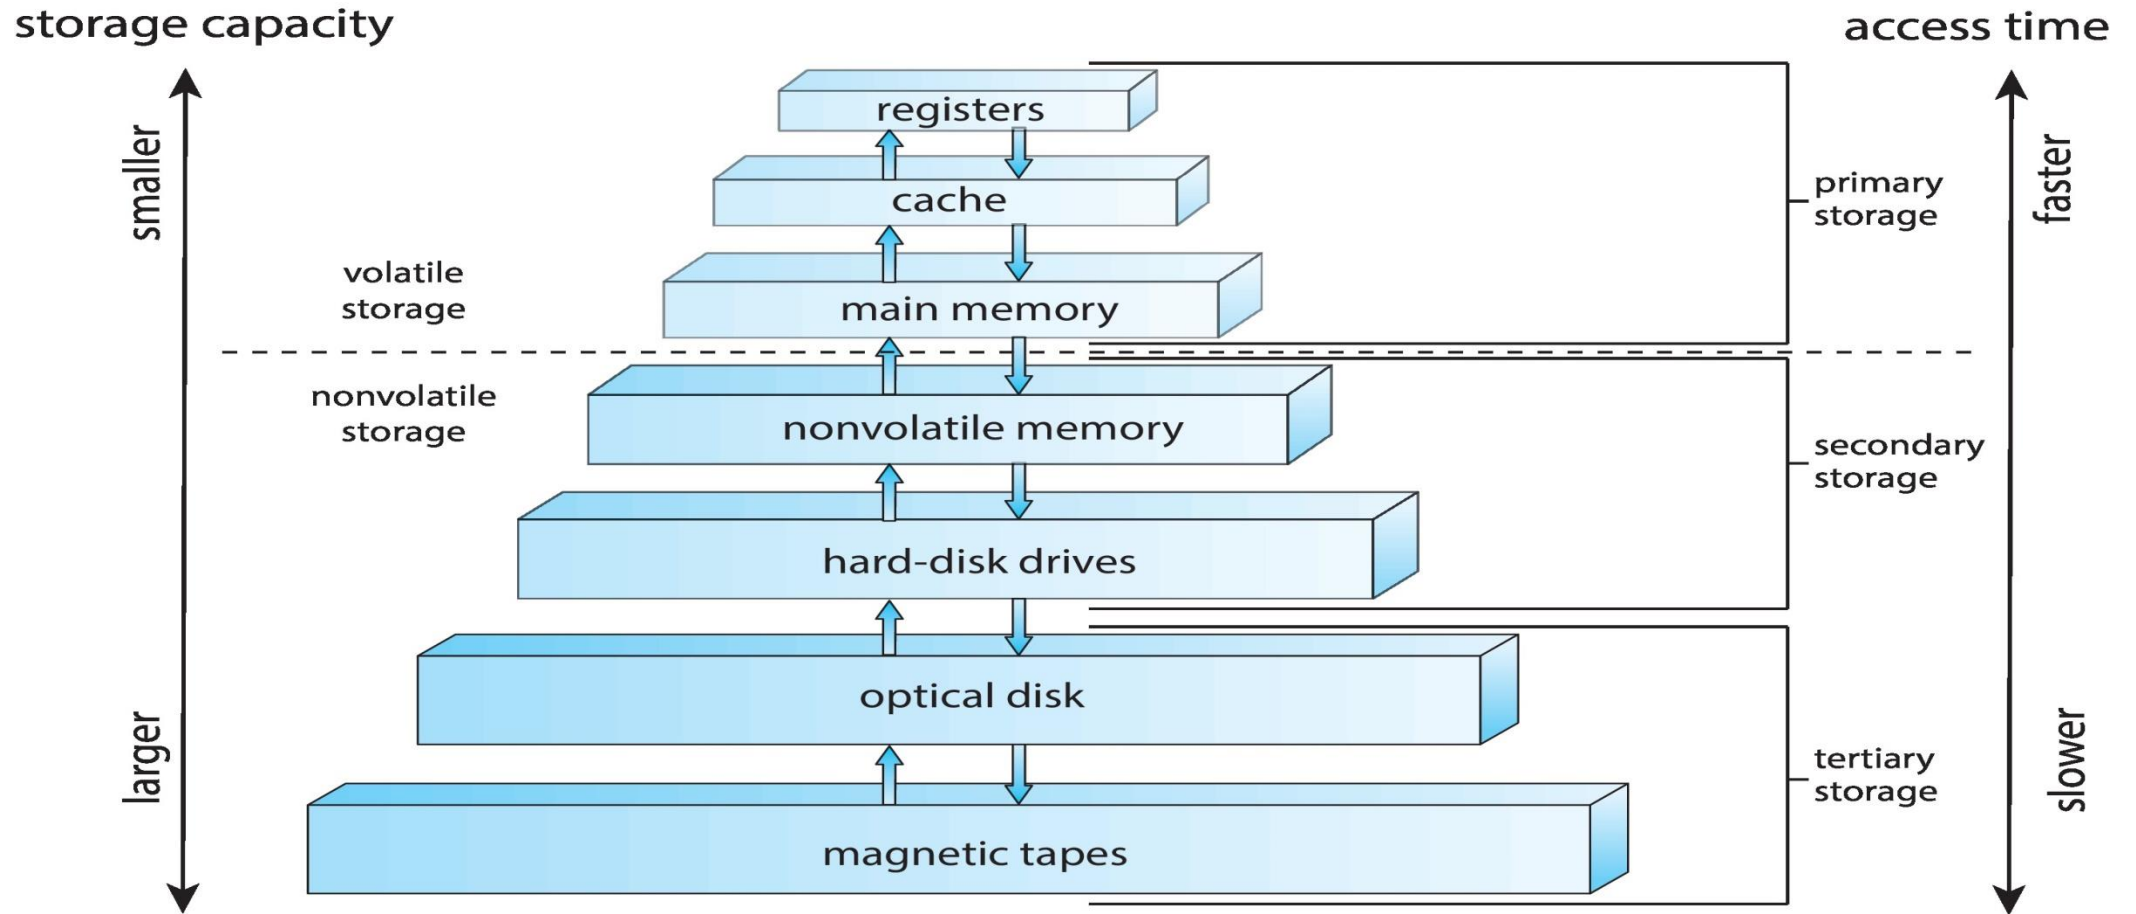 storage capacity
access time
smaller
faster
registers
cache
primary
storage
volatile
storage
main memory
nonvolatile
storage
nonvolatile memory
secondary
storage
hard-disk drives
optical disk
larger
slower
tertiary
storage
magnetic tapes